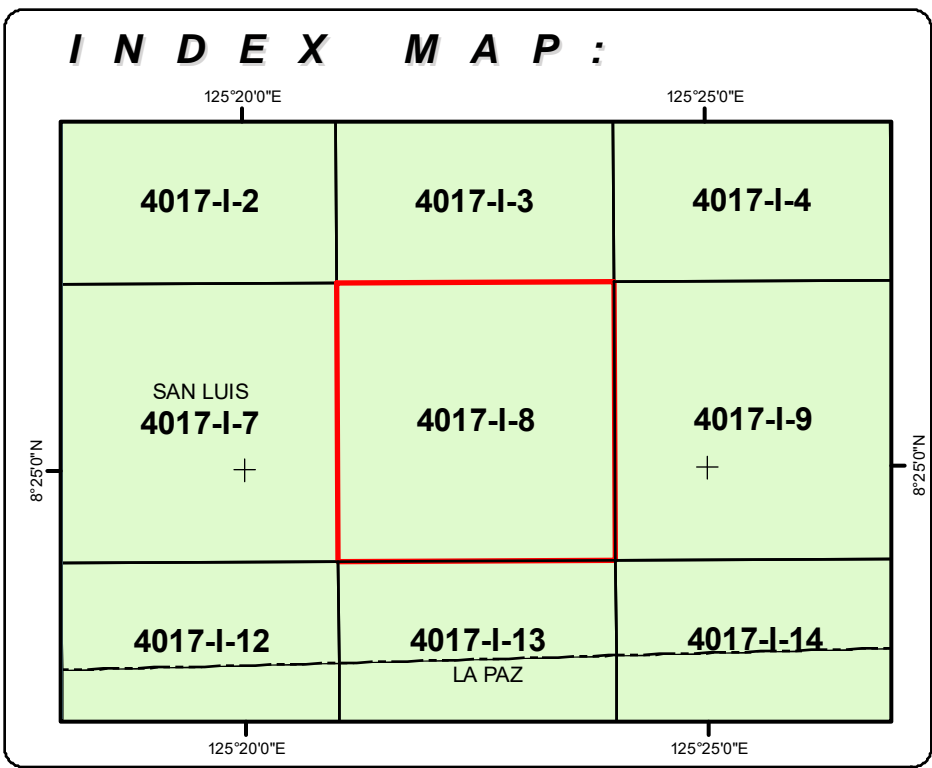 INDEX MAP:
125°20'0"E
125°25'0"E
4017-I-2
4017-I-3
4017-I-4
SAN LUIS
4017-I-7
4017-I-8
4017-I-9
8°25'0"N
8°25'0"N
4017-I-12
4017-I-13
4017-I-14
LA PAZ
125°20'0"E
125°25'0"E